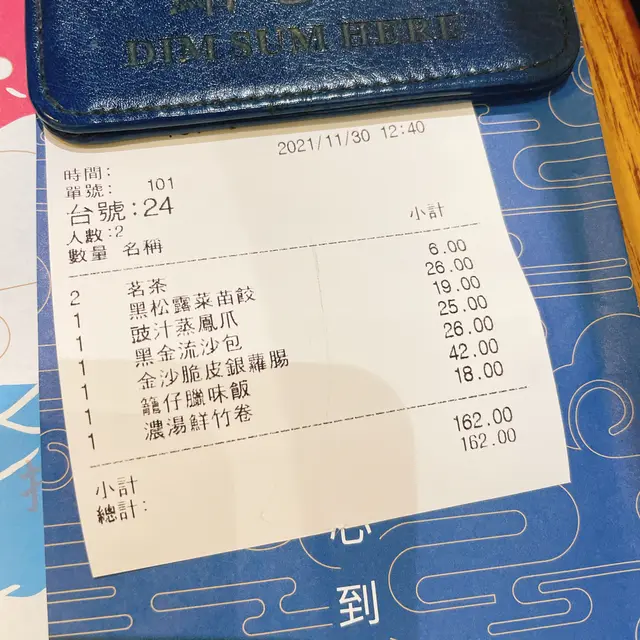 DIM SUM HERE
2021/11/30 12:40
時間:
單號: 101
台號:24
人數:2
數量 名稱 小計
2 茗茶 6.00
1 黑松露菜苗餃 26.00
1 豉汁蒸鳳爪 19.00
1 黑金流沙包 25.00
1 金沙脆皮銀蘿腸 26.00
1 籠仔臘味飯 42.00
1 濃湯鮮竹卷 18.00
小計 162.00
總計: 162.00
心
到